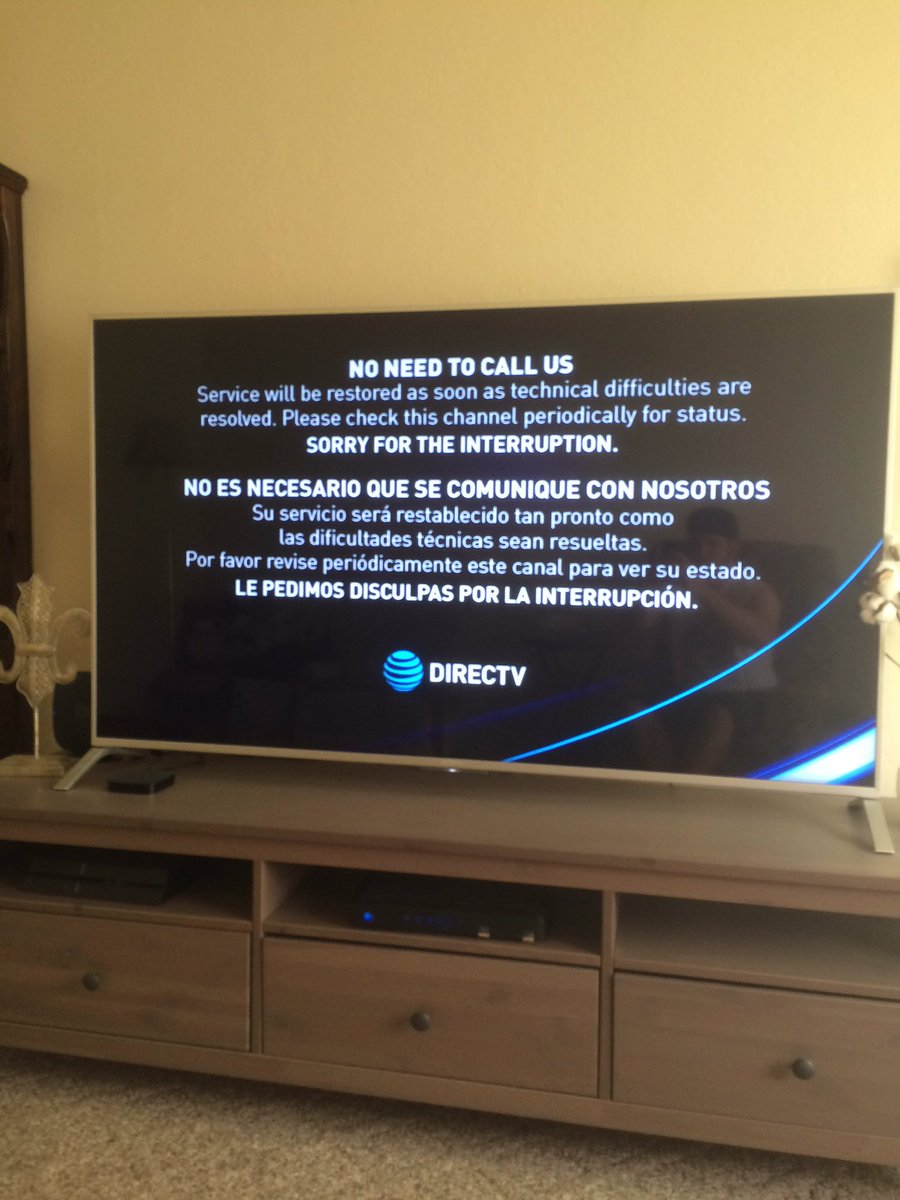 NO NEED TO CALL US
Service will be restored as soon as technical difficulties are
resolved. Please check this channel periodically for status.
SORRY FOR THE INTERRUPTION.
NO ES NECESARIO QUE SE COMUNIQUE CON NOSOTROS
Su servicio será restablecido tan pronto como
las dificultades técnicas sean resueltas.
Por favor revise periódicamente este canal para ver su estado.
LE PEDIMOS DISCULPAS POR LA INTERRUPCIÓN.
DIRECTV